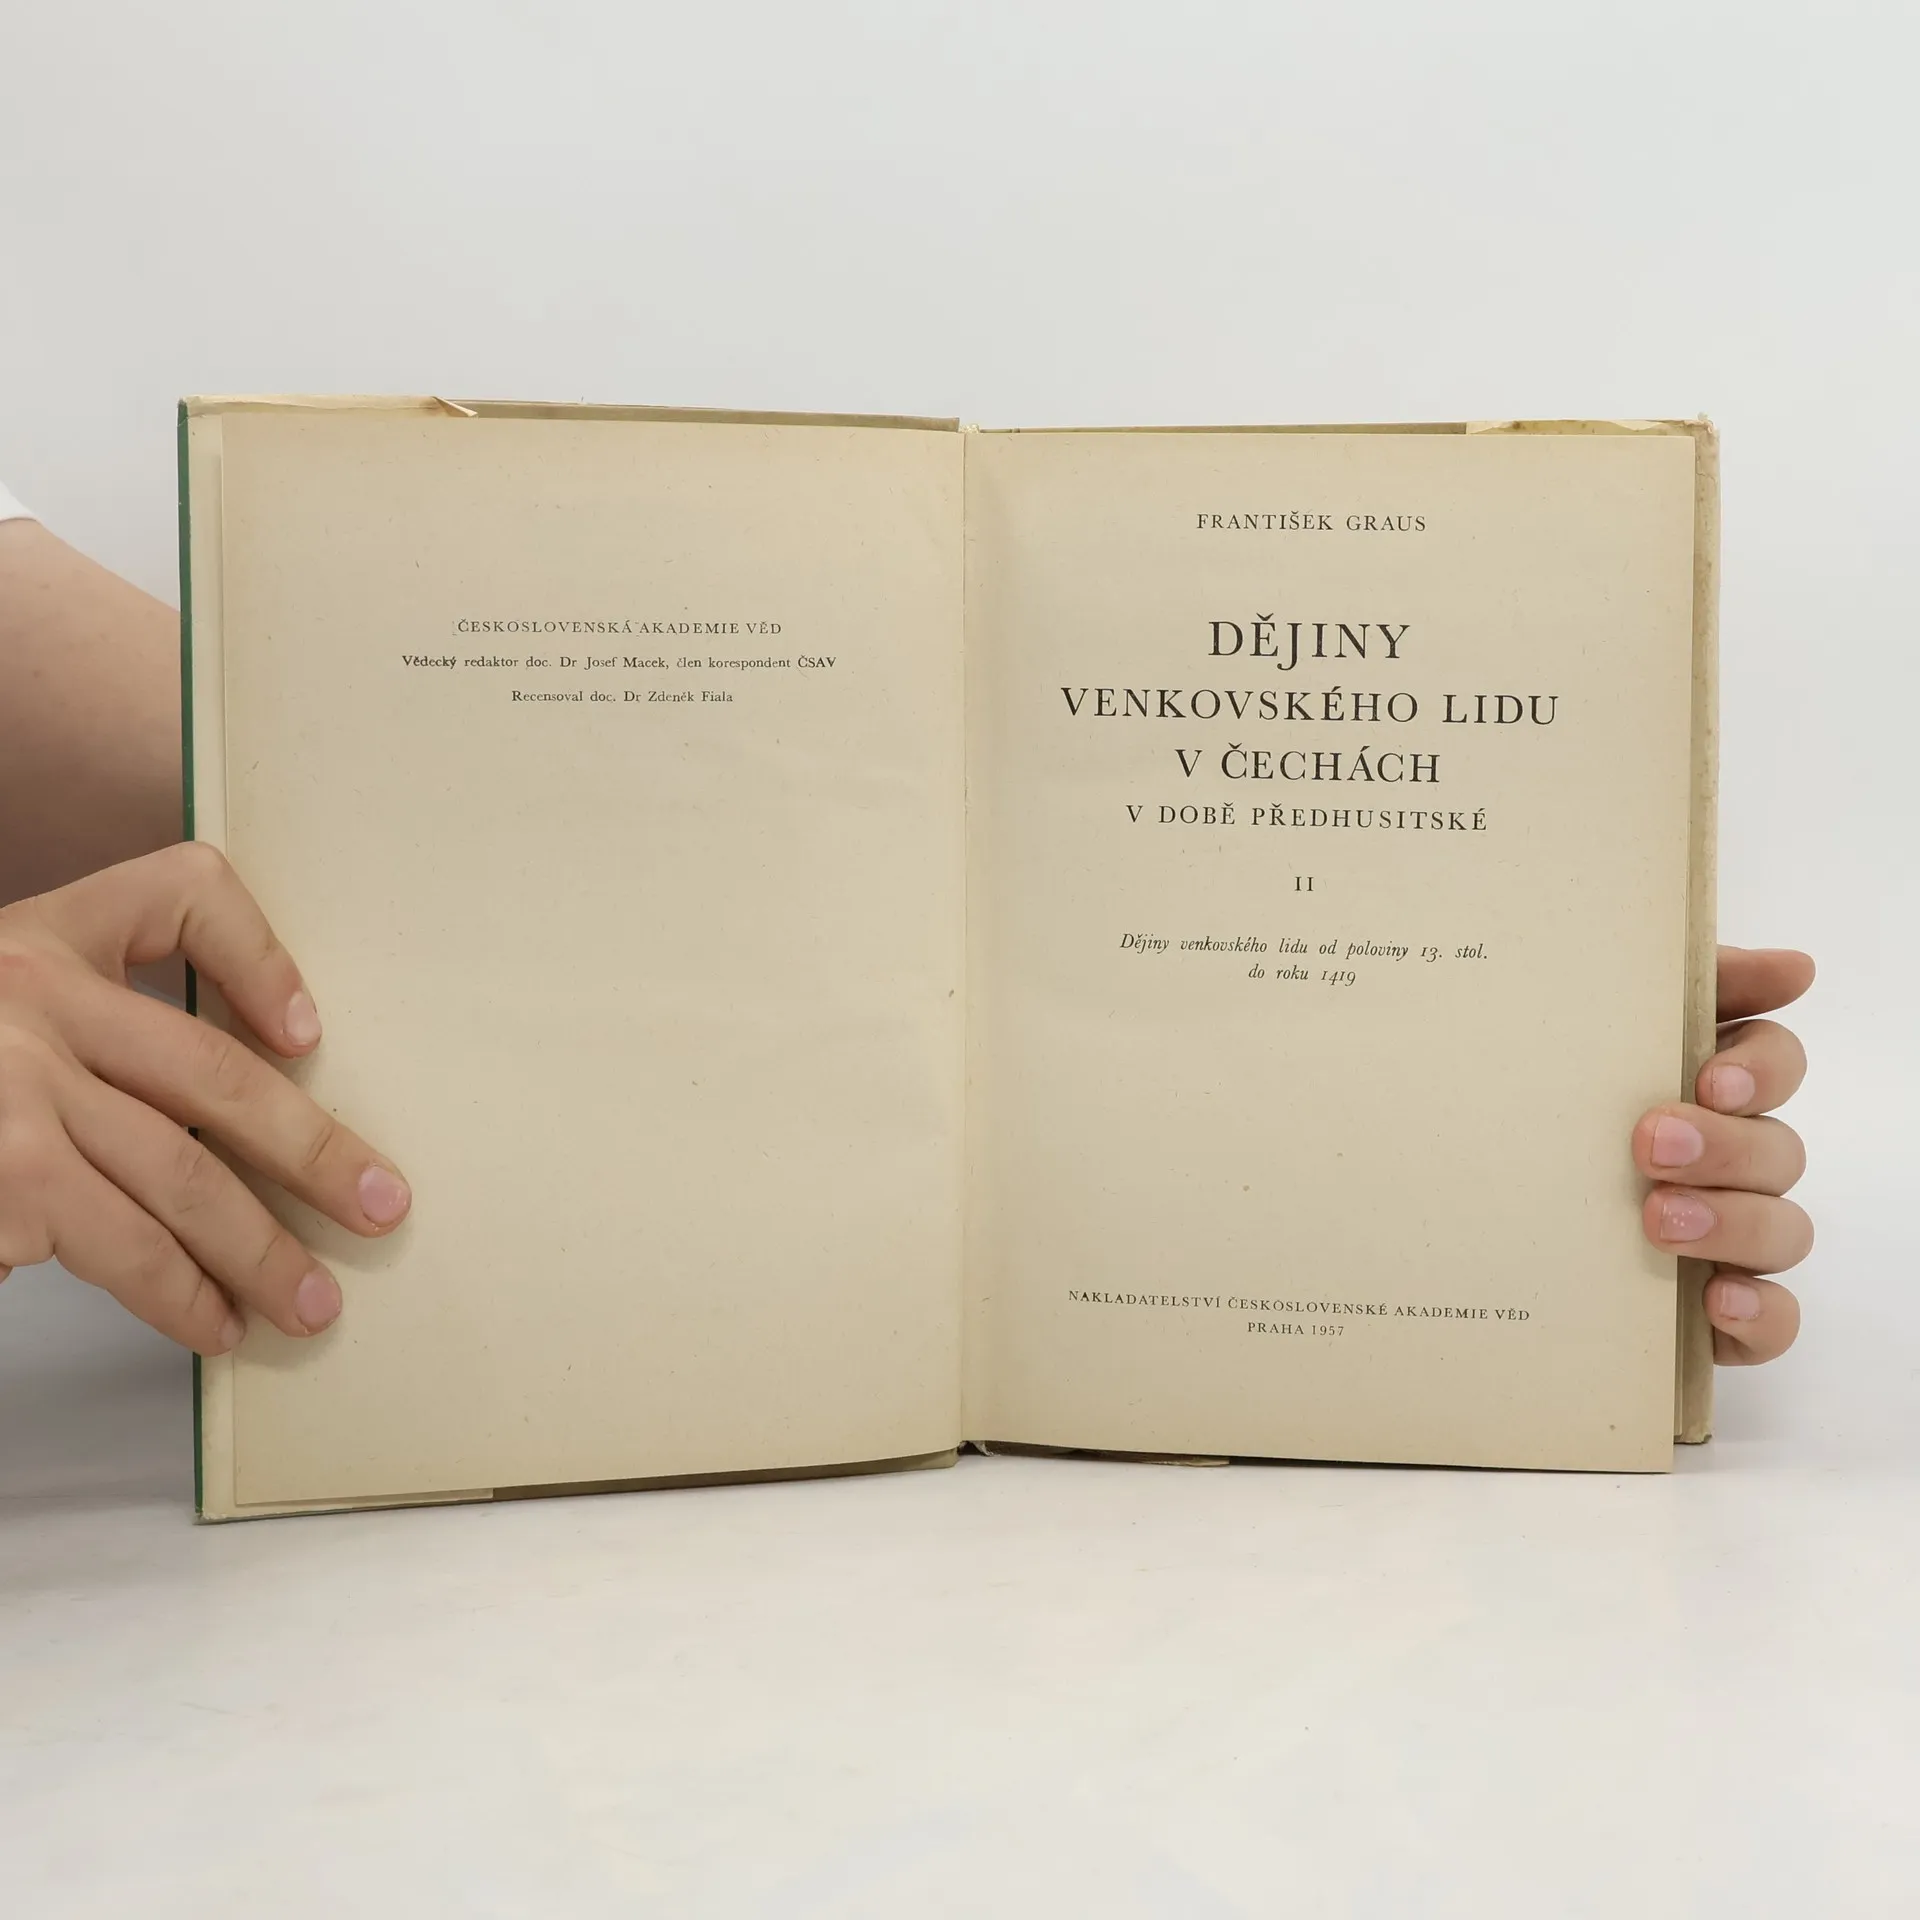 ČESKOSLOVENSKÁ AKADEMIE VĚD
Vědecký redaktor doc. Dr Josef Macek, člen korespondent ČSAV
Recensoval doc. Dr Zdeněk Fiala
FRANTIŠEK GRAUS
DĚJINY
VENKOVSKÉHO LIDU
V ČECHÁCH
V DOBĚ PŘEDHUSITSKÉ
II
Dějiny venkovského lidu od poloviny 13. stol.
do roku 1419
NAKLADATELSTVÍ ČESKOSLOVENSKÉ AKADEMIE VĚD
PRAHA 1957